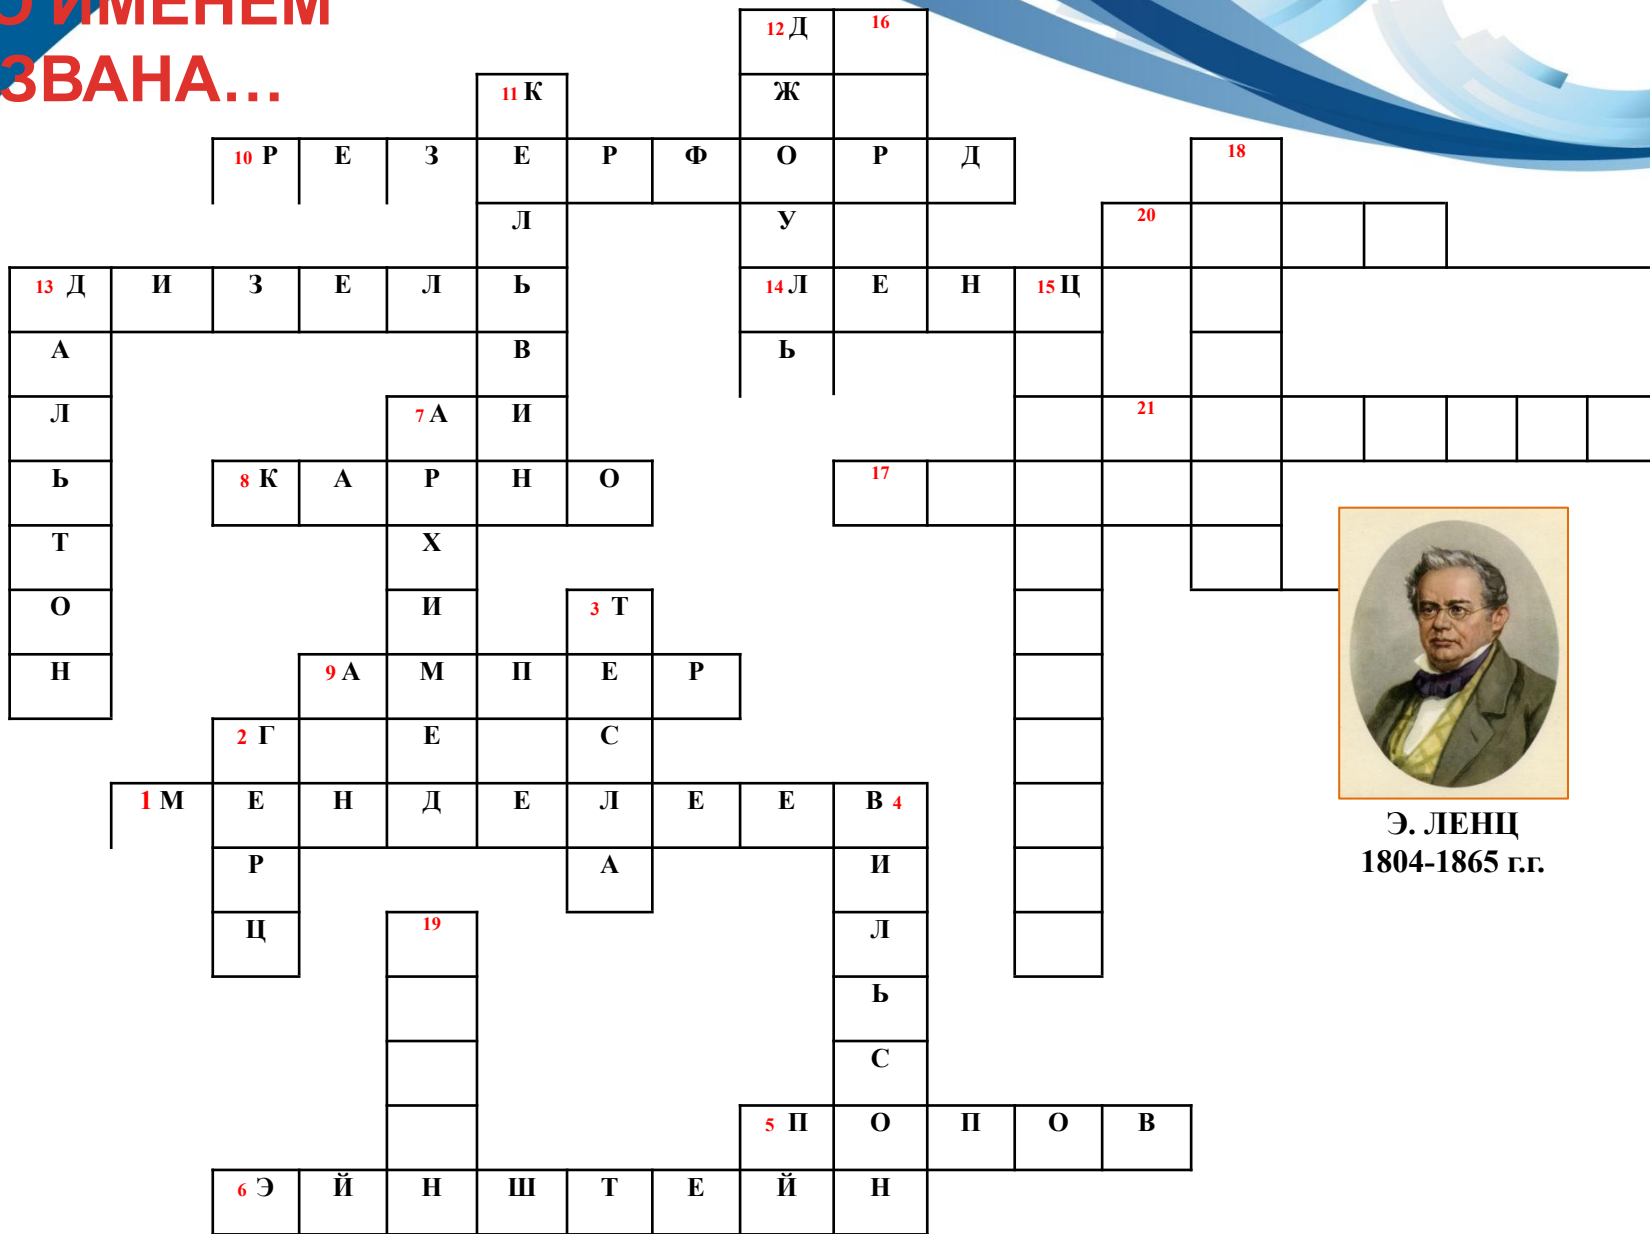 О ИМЕНЕМ
ЗВАНА...
12 Д 16
11 К Ж
10 Р Е З Е Р Ф О Р Д 18
Л У 20
13 Д И З Е Л Ь 14 Л Е Н 15 Ц
А В Ь
Л 7 А И 21
Ь 8 К А Р Н О 17
Т Х
О И 3 Т
Н 9 А М П Е Р
2 Г Е С
1 М Е Н Д Е Л Е Е В 4
Р А И
Ц 19 Л
Ь
С
5 П О П О В
6 Э Й Н Ш Т Е Й Н
Э. ЛЕНЦ
1804-1865 г.г.